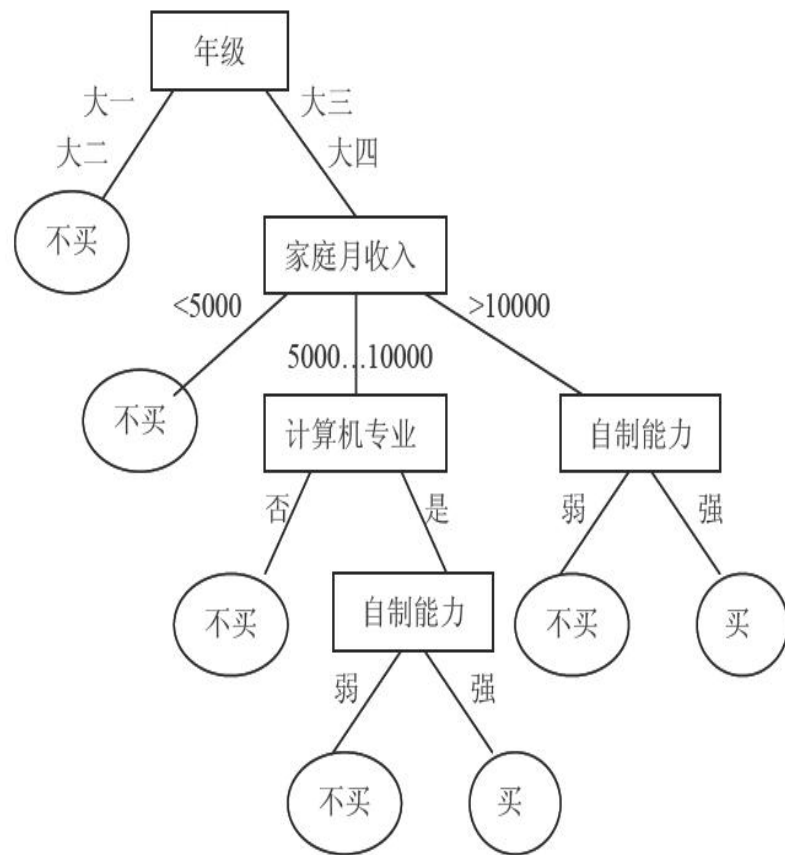 年级
大一
大三
大二
大四
不买
家庭月收入
<5000
5000...10000
>10000
不买
计算机专业
自制能力
否
是
弱
强
不买
自制能力
不买
买
弱
强
不买
买